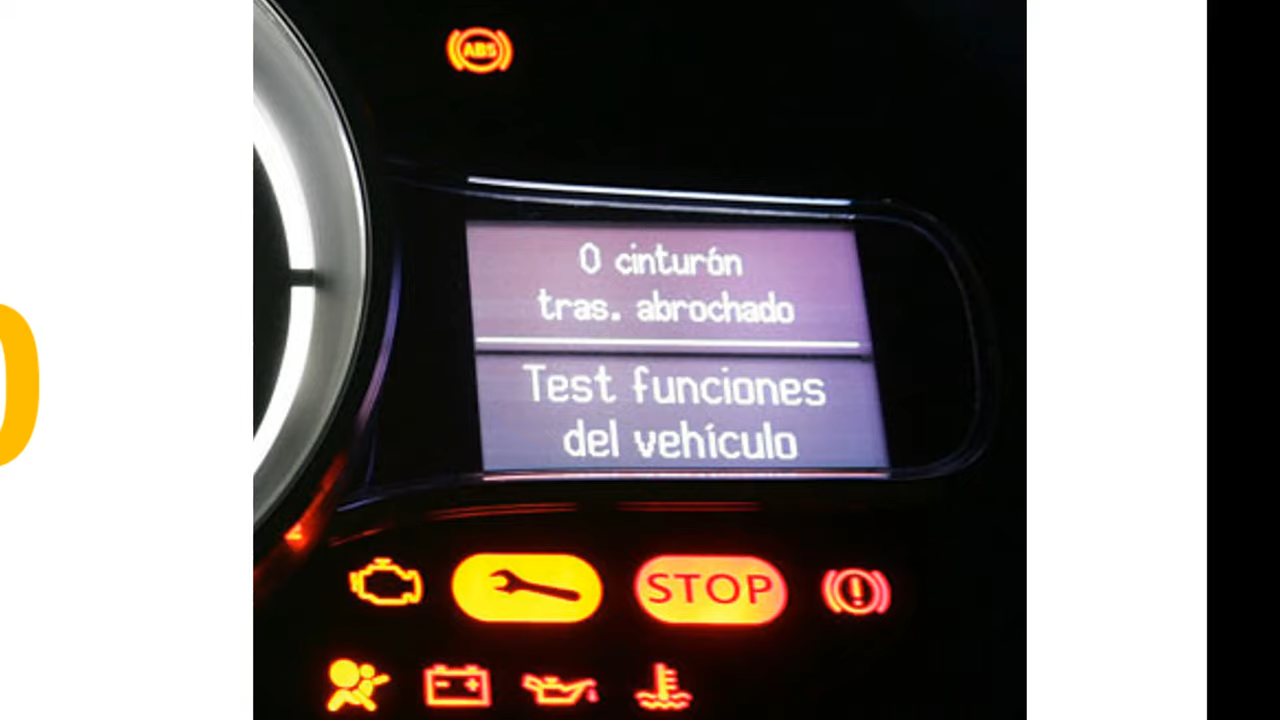 ABS
0 cinturón
tras. abrochado
Test funciones
del vehículo
STOP